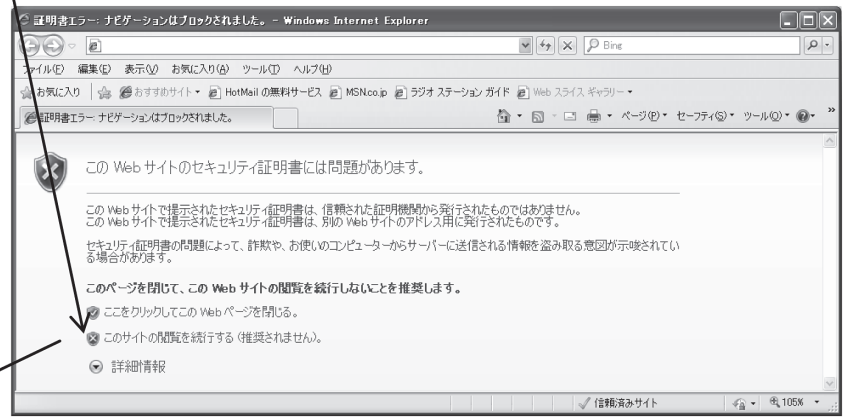 証明書エラー: ナビゲーションはブロックされました。 - Windows Internet Explorer
Bing
ファイル(F) 編集(E) 表示(V) お気に入り(A) ツール(T) ヘルプ(H)
お気に入り おすすめサイト HotMail の無料サービス MSN.co.jp ラジオ ステーション ガイド Web スライス ギャラリー
証明書エラー: ナビゲーションはブロックされました。 ページ(P) セーフティ(S) ツール(O) »
この Web サイトのセキュリティ証明書には問題があります。
この Web サイトで提示されたセキュリティ証明書は、信頼された証明機関から発行されたものではありません。
この Web サイトで提示されたセキュリティ証明書は、別の Web サイトのアドレス用に発行されたものです。
セキュリティ証明書の問題によって、詐欺や、お使いのコンピューターからサーバーに送信される情報を盗み取る意図が示唆されてい
る場合があります。
このページを閉じて、この Web サイトの閲覧を続行しないことを推奨します。
ここをクリックしてこの Web ページを閉じる。
このサイトの閲覧を続行する (推奨されません)。
詳細情報
信頼済みサイト 105%